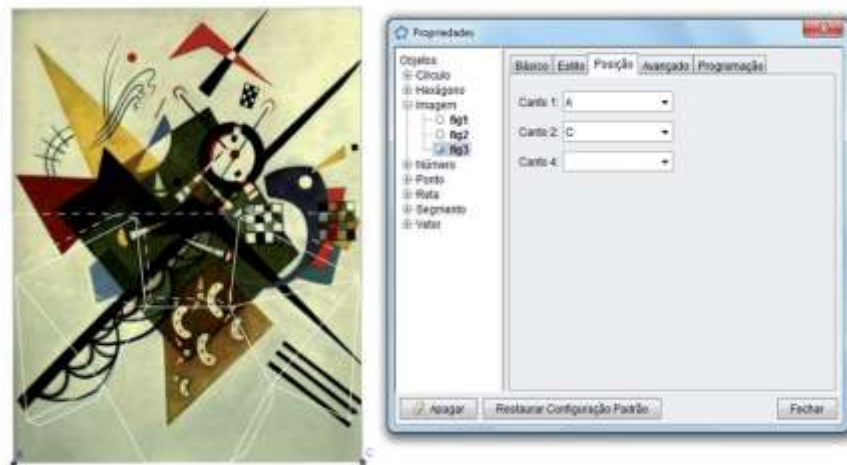 A
C
Propriedades
Objetos
Círculo
Hexágono
Imagem
fig1
fig2
fig3
Número
Ponto
Reta
Segmento
Vetor
Básico Estilo Posição Avançado Programação
Canto 1: A
Canto 2: C
Canto 4:
Apagar Restaurar Configuração Padrão Fechar